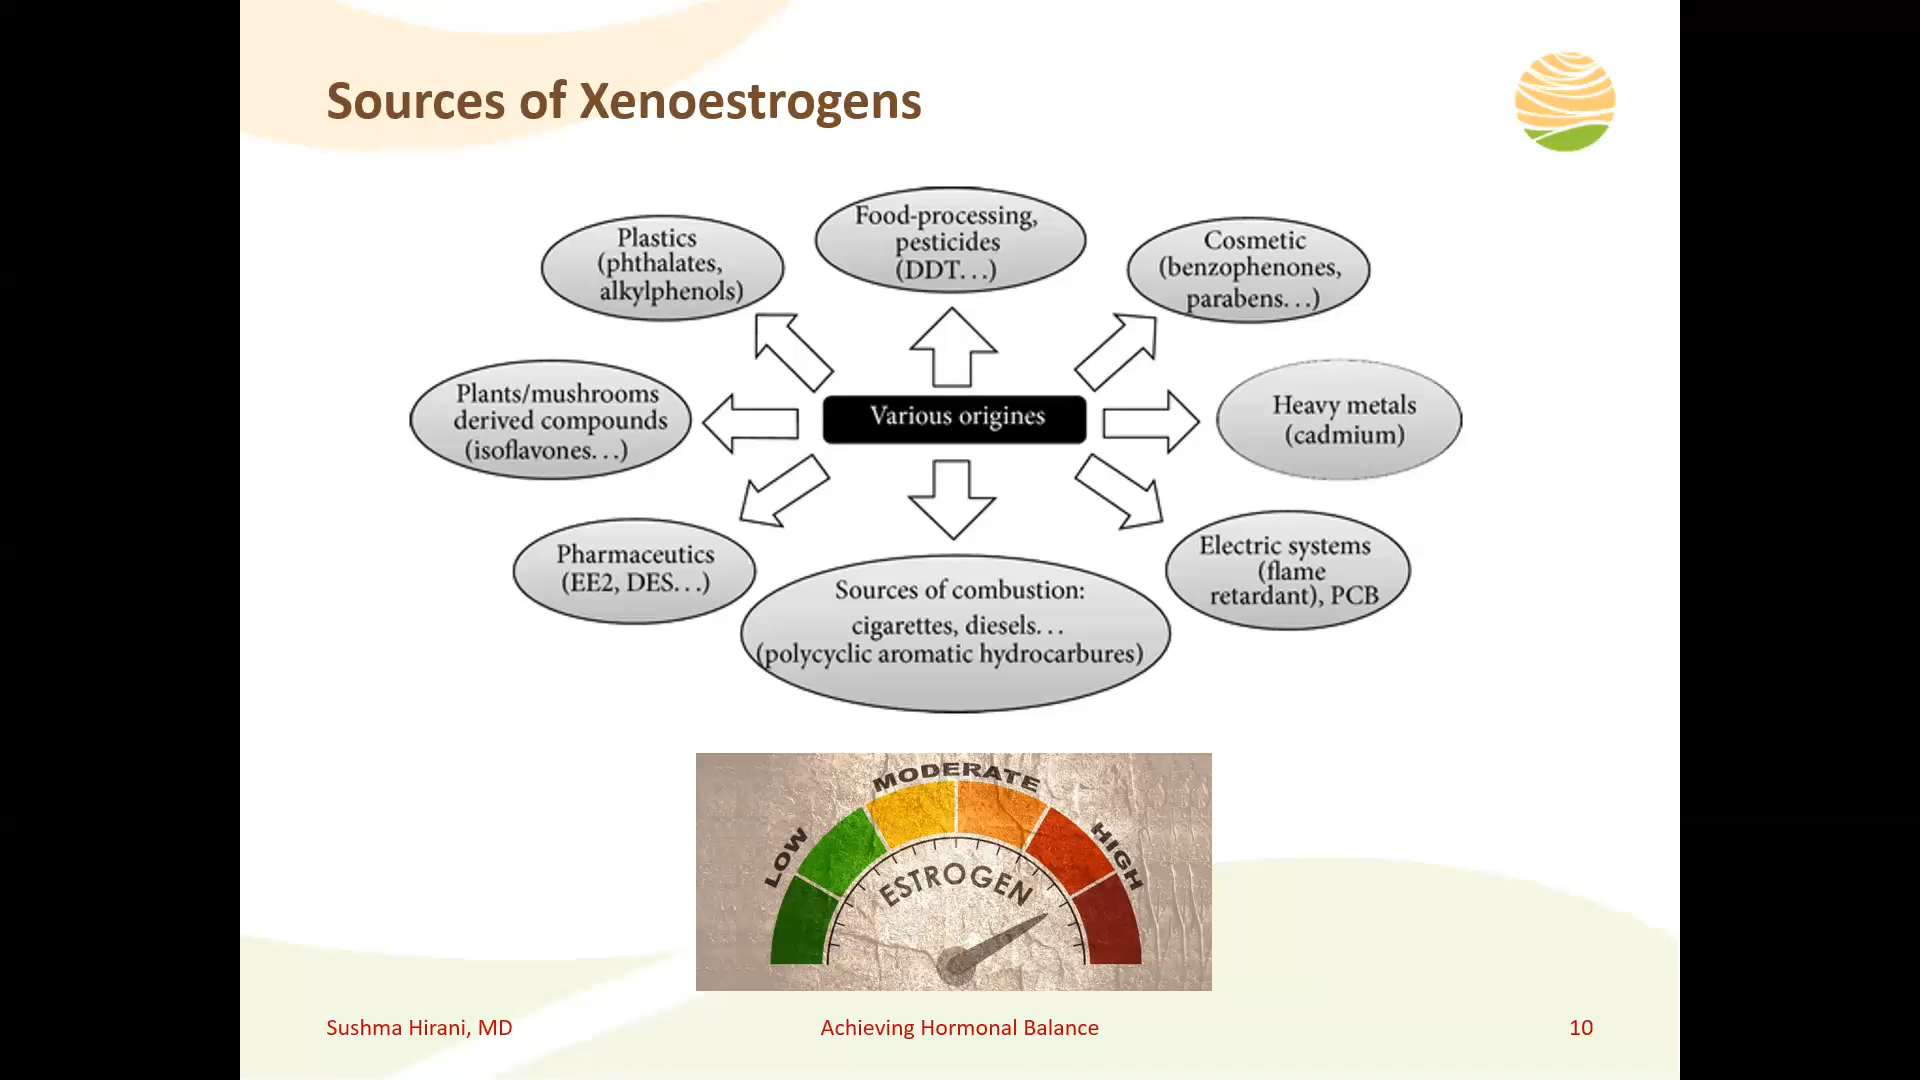 Sources of Xenoestrogens
Food-processing,
pesticides
(DDT...)
Plastics
(phthalates,
alkylphenols)
Cosmetic
(benzophenones,
parabens...)
Plants/mushrooms
derived compounds
(isoflavones...)
Various origines
Heavy metals
(cadmium)
Pharmaceutics
(EE2, DES...)
Sources of combustion:
cigarettes, diesels...
(polycyclic aromatic hydrocarbures)
Electric systems
(flame
retardant), PCB
LOW
MODERATE
HIGH
ESTROGEN
Sushma Hirani, MD
Achieving Hormonal Balance
10